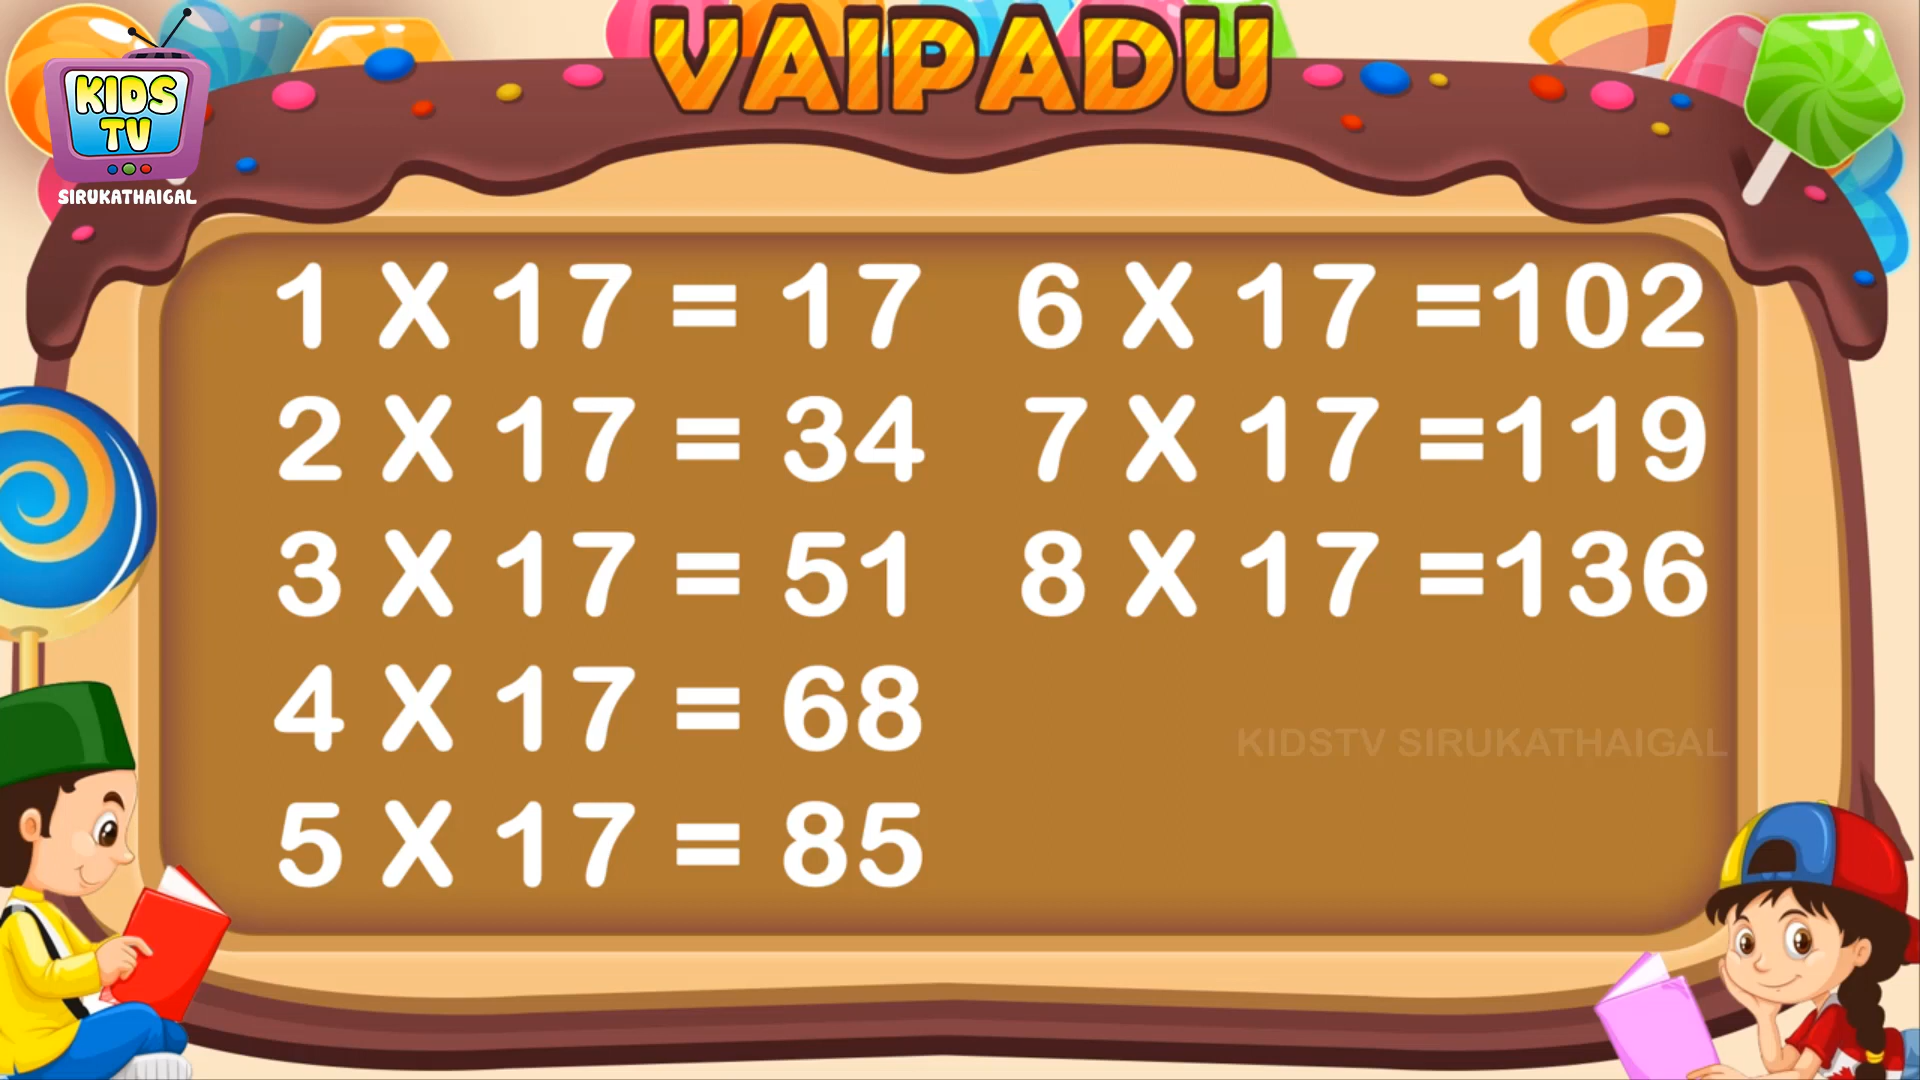 VAIPADU
KIDS
TV
SIRUKATHAIGAL
1 X 17 = 17
2 X 17 = 34
3 X 17 = 51
4 X 17 = 68
5 X 17 = 85
6 X 17 =102
7 X 17 =119
8 X 17 =136
KIDSTV SIRUKATHAIGAL